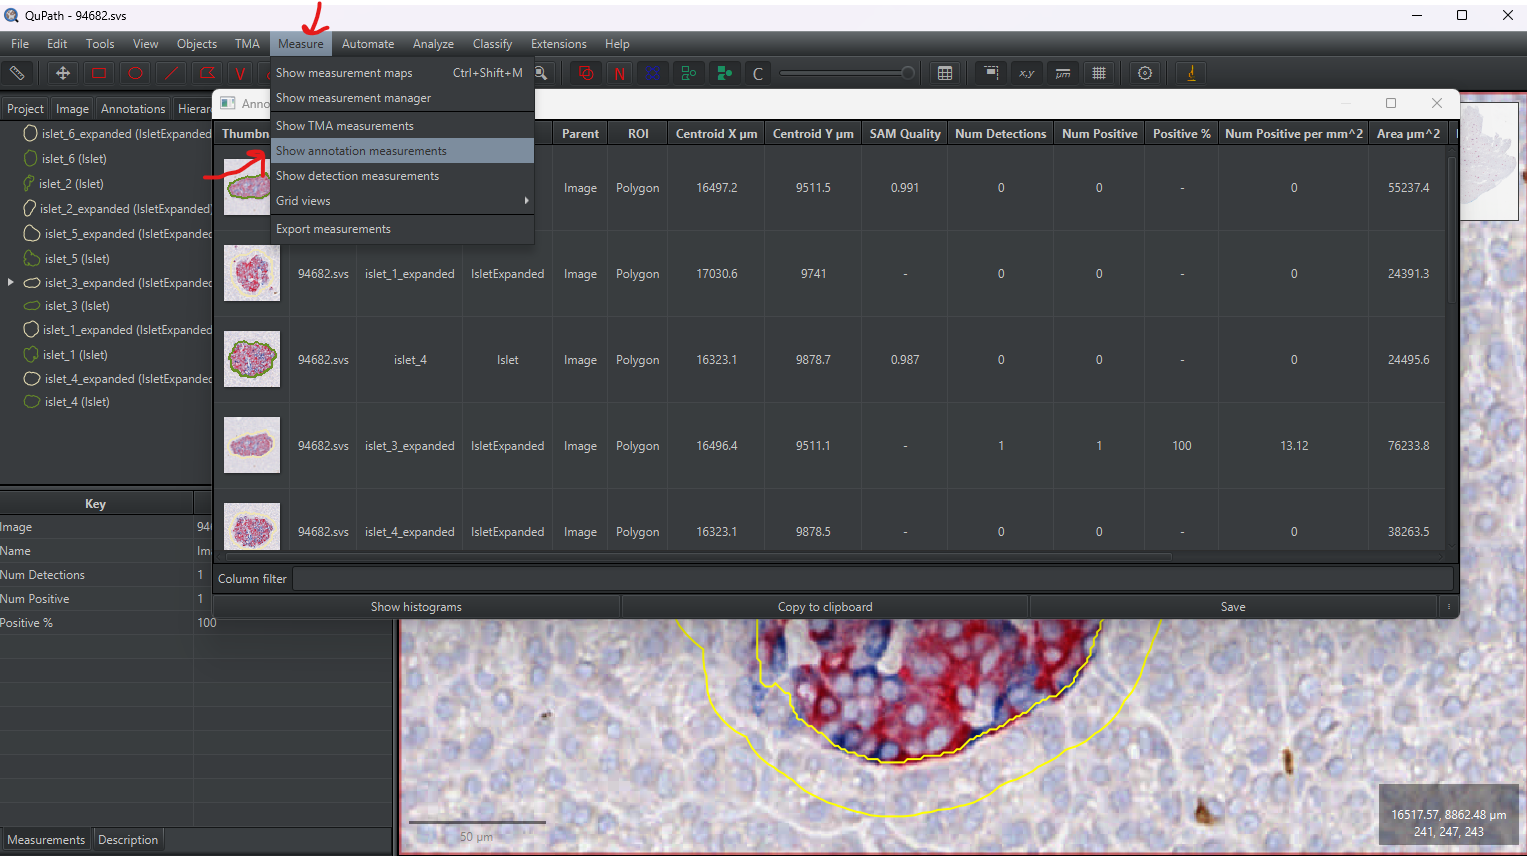 QuPath - 94682.svs
File Edit Tools View Objects TMA Measure Automate Analyze Classify Extensions Help
N C x,y μm
V
Show measurement maps Ctrl+Shift+M
Show measurement manager
Show TMA measurements
Show annotation measurements
Show detection measurements
Grid views
Export measurements
Project Image Annotations Hierar
islet_6_expanded (IsletExpanded
islet_6 (Islet)
islet_2 (Islet)
islet_2_expanded (IsletExpanded)
islet_5_expanded (IsletExpanded
islet_5 (Islet)
islet_3_expanded (IsletExpanded
islet_3 (Islet)
islet_1_expanded (IsletExpanded
islet_1 (Islet)
islet_4_expanded (IsletExpanded
islet_4 (Islet)
Key
Image 94
Name Im
Num Detections 1
Num Positive 1
Positive % 100
Measurements Description
Anno
Thumbn Parent ROI Centroid X μm Centroid Y μm SAM Quality Num Detections Num Positive Positive % Num Positive per mm^2 Area μm^2
Image Polygon 16497.2 9511.5 0.991 0 0 - 0 55237.4
94682.svs islet_1_expanded IsletExpanded Image Polygon 17030.6 9741 - 0 0 - 0 24391.3
94682.svs islet_4 Islet Image Polygon 16323.1 9878.7 0.987 0 0 - 0 24495.6
94682.svs islet_3_expanded IsletExpanded Image Polygon 16496.4 9511.1 - 1 1 100 13.12 76233.8
94682.svs islet_4_expanded IsletExpanded Image Polygon 16323.1 9878.5 - 0 0 - 0 38263.5
Column filter
Show histograms Copy to clipboard Save
50 μm
16517.57, 8862.48 μm
241, 247, 243